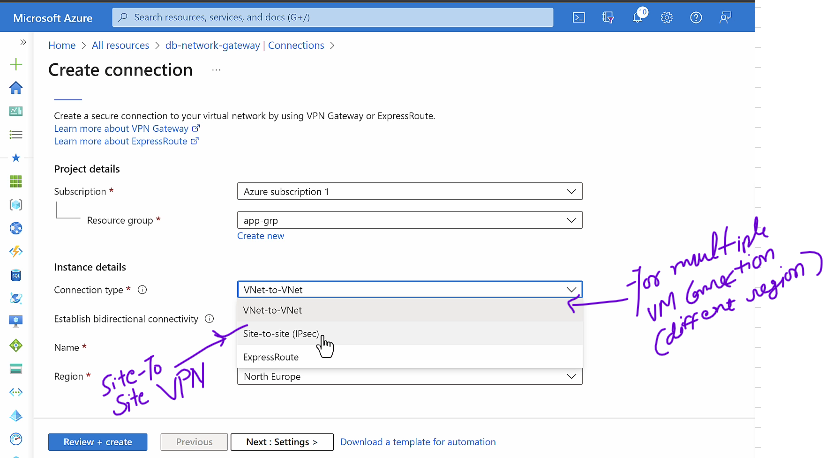 Microsoft Azure
Search resources, services, and docs (G+/)
0
Home > All resources > db-network-gateway | Connections >
Create connection ...
Create a secure connection to your virtual network by using VPN Gateway or ExpressRoute.
Learn more about VPN Gateway
Learn more about ExpressRoute
Project details
Subscription *
Azure subscription 1
Resource group *
app-grp
Create new
Instance details
Connection type *
VNet-to-VNet
VNet-to-VNet
Establish bidirectional connectivity
Site-to-site (IPsec)
Name *
ExpressRoute
Region *
North Europe
Site-To
Site VPN
For multiple
VM Connection
(different region)
Review + create
Previous
Next : Settings >
Download a template for automation